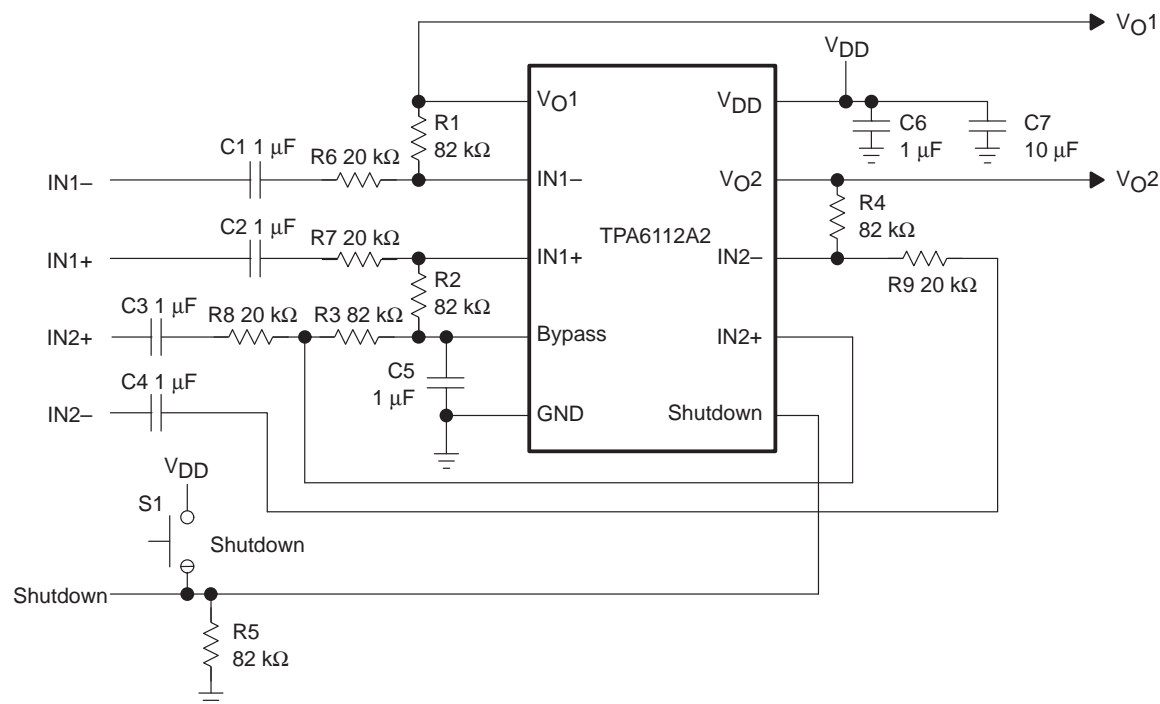 VO1
VDD
VO1
VDD
R1
82 kΩ
C6
1 μF
C7
10 μF
C1 1 μF
R6 20 kΩ
IN1–
IN1–
VO2
VO2
R4
82 kΩ
C2 1 μF
R7 20 kΩ
TPA6112A2
IN1+
IN1+
IN2–
R2
82 kΩ
R9 20 kΩ
C3 1 μF
R8 20 kΩ
R3 82 kΩ
IN2+
Bypass
IN2+
C4 1 μF
C5
1 μF
IN2–
GND
Shutdown
VDD
S1
Shutdown
Shutdown
R5
82 kΩ